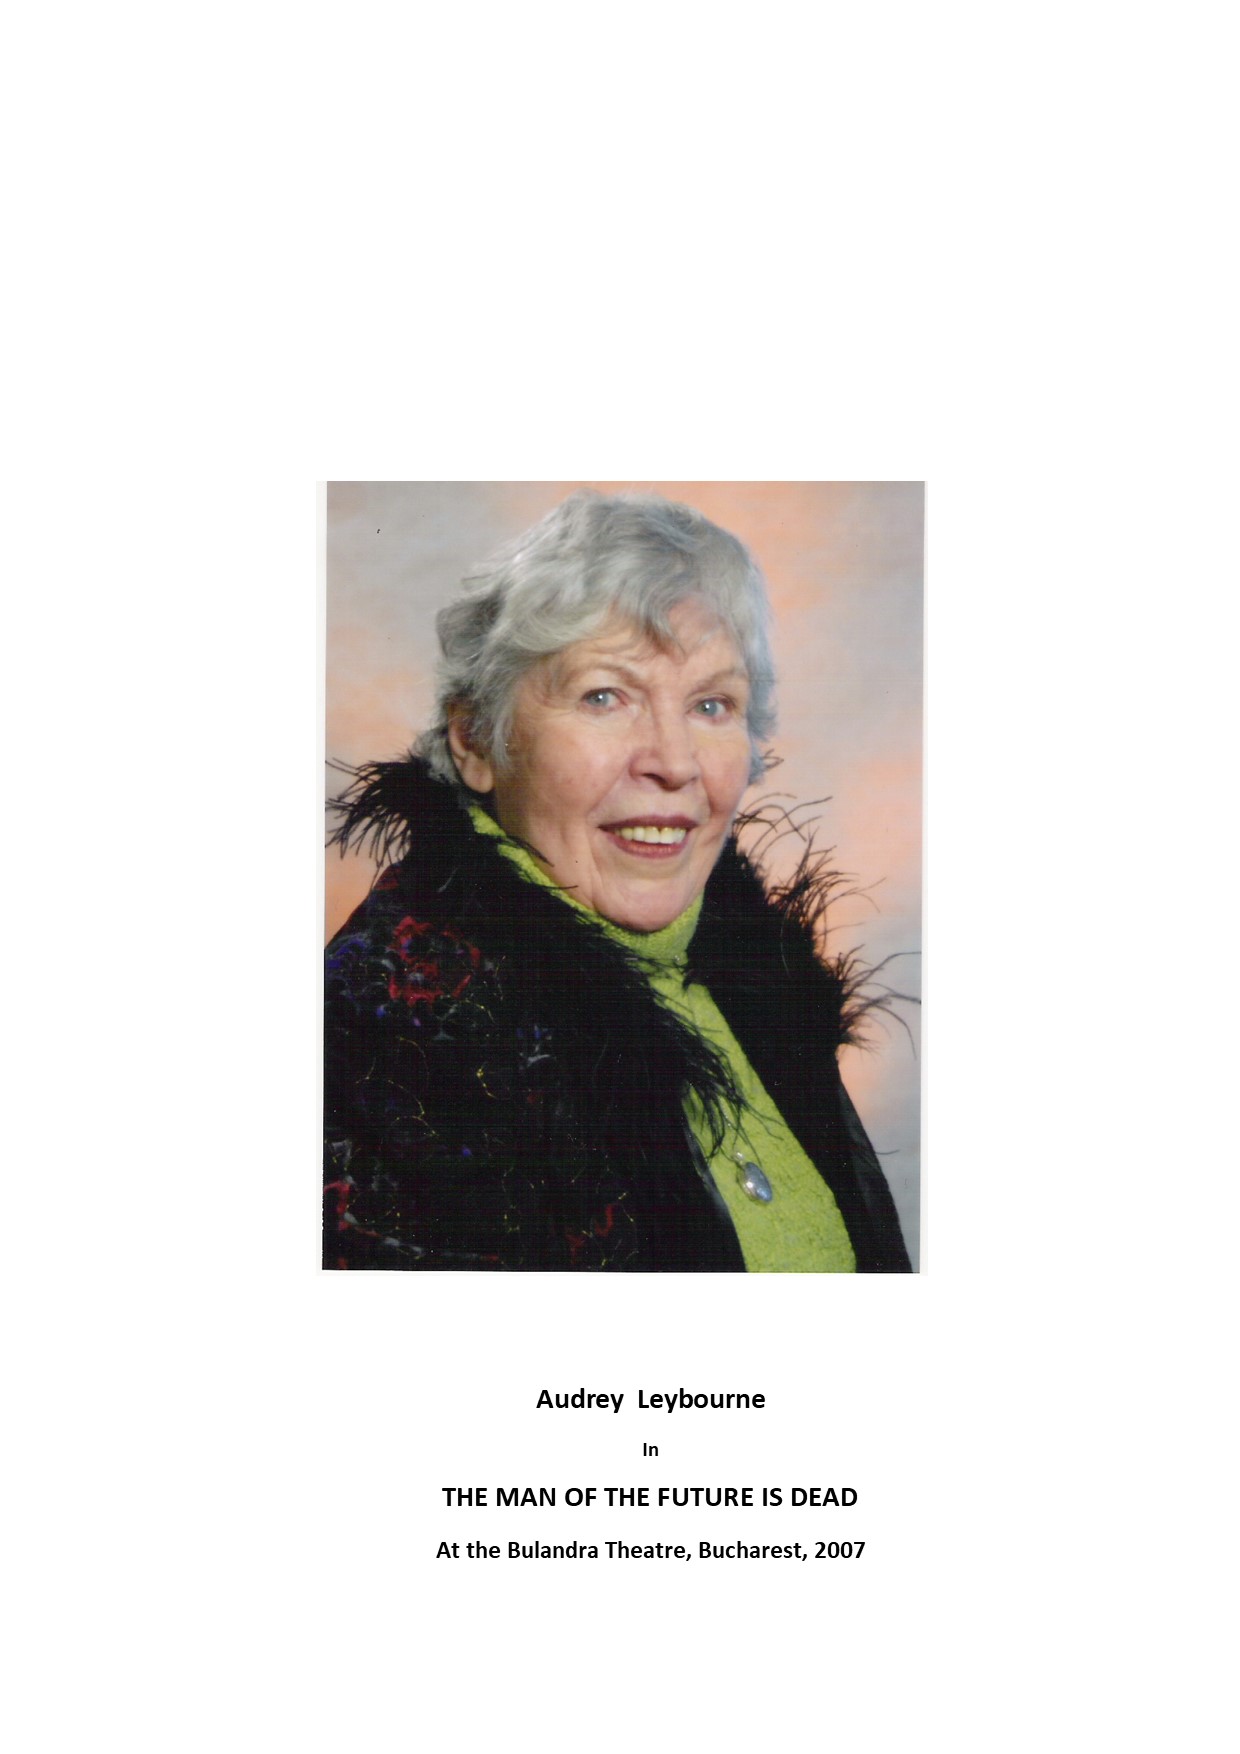 Audrey  Leybourne
In
THE MAN OF THE FUTURE IS DEAD
At the Bulandra Theatre, Bucharest, 2007